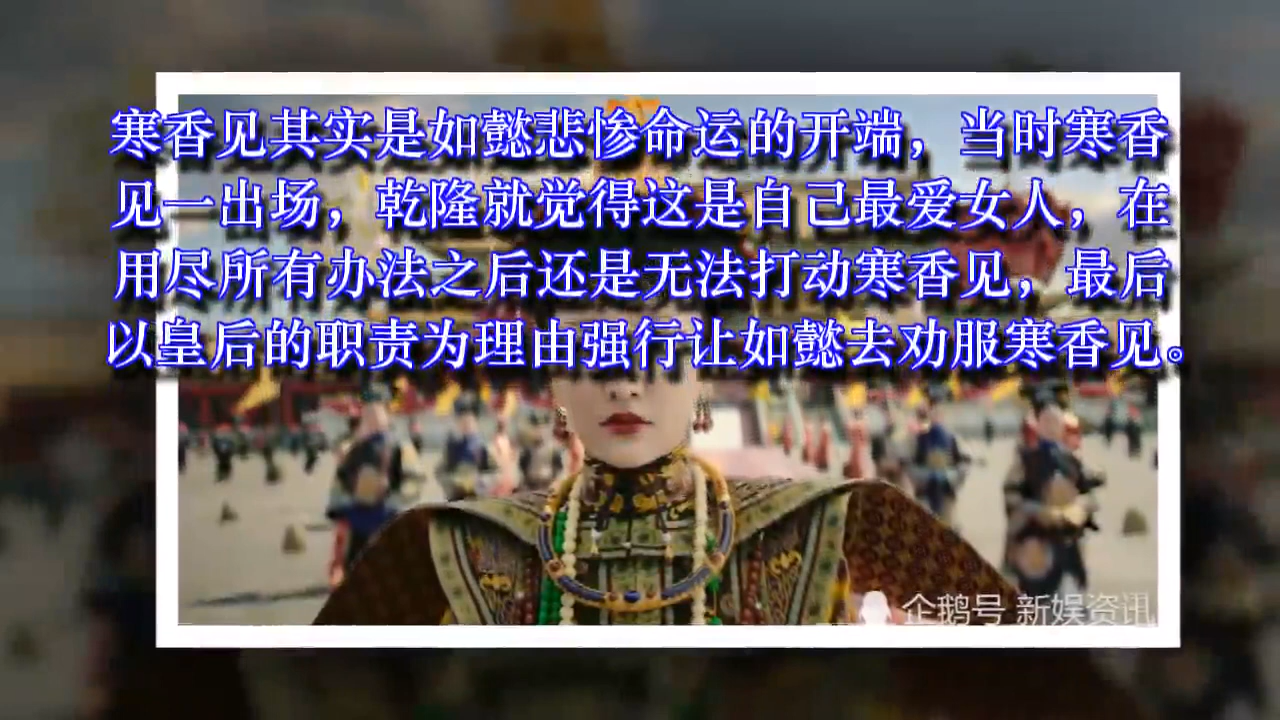 寒香见其实是如懿悲惨命运的开端，当时寒香
见一出场，乾隆就觉得这是自己最爱女人，在
用尽所有办法之后还是无法打动寒香见，最后
以皇后的职责为理由强行让如懿去劝服寒香见。
企鹅号 新娱资讯